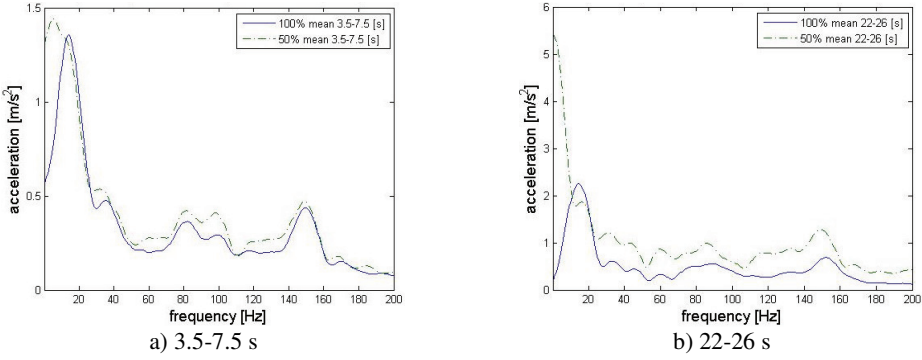 1.5
1
0.5
0
20 40 60 80 100 120 140 160 180 200
acceleration [m/s²]
frequency [Hz]
100% mean 3.5-7.5 [s]
50% mean 3.5-7.5 [s]
a) 3.5-7.5 s
6
5
4
3
2
1
0
0 20 40 60 80 100 120 140 160 180 200
acceleration [m/s²]
frequency [Hz]
100% mean 22-26 [s]
50% mean 22-26 [s]
b) 22-26 s